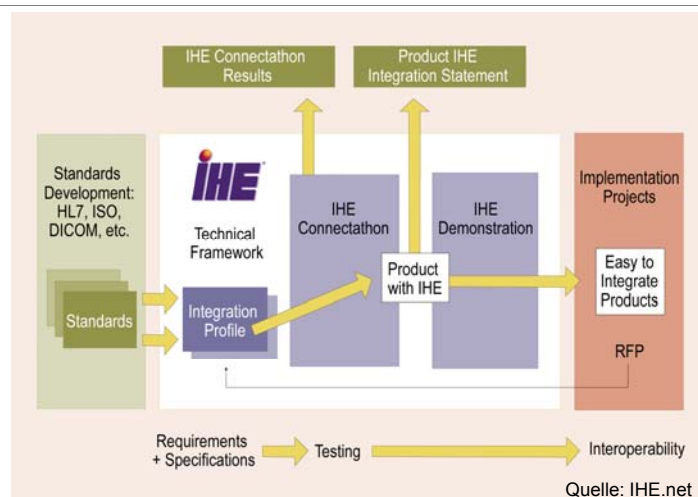 IHE Connectathon
Results
Product IHE
Integration Statement
Standards
Development:
HL7, ISO,
DICOM, etc.
Standards
IHE
Technical
Framework
Integration
Profile
IHE
Connectathon
Product
with IHE
IHE
Demonstration
Implementation
Projects
Easy to
Integrate
Products
RFP
Requirements
+ Specifications
Testing
Interoperability
Quelle: IHE.net